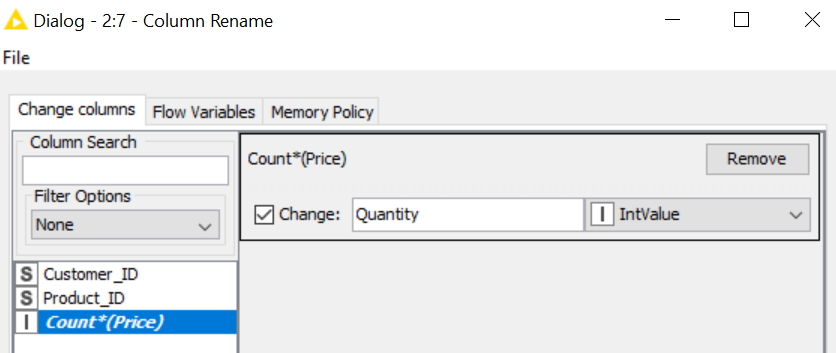 Dialog - 2:7 - Column Rename
File
Change columns Flow Variables Memory Policy
Column Search
Filter Options
None
S Customer_ID
S Product_ID
I Count*(Price)
Count*(Price) Remove
Change: Quantity I IntValue